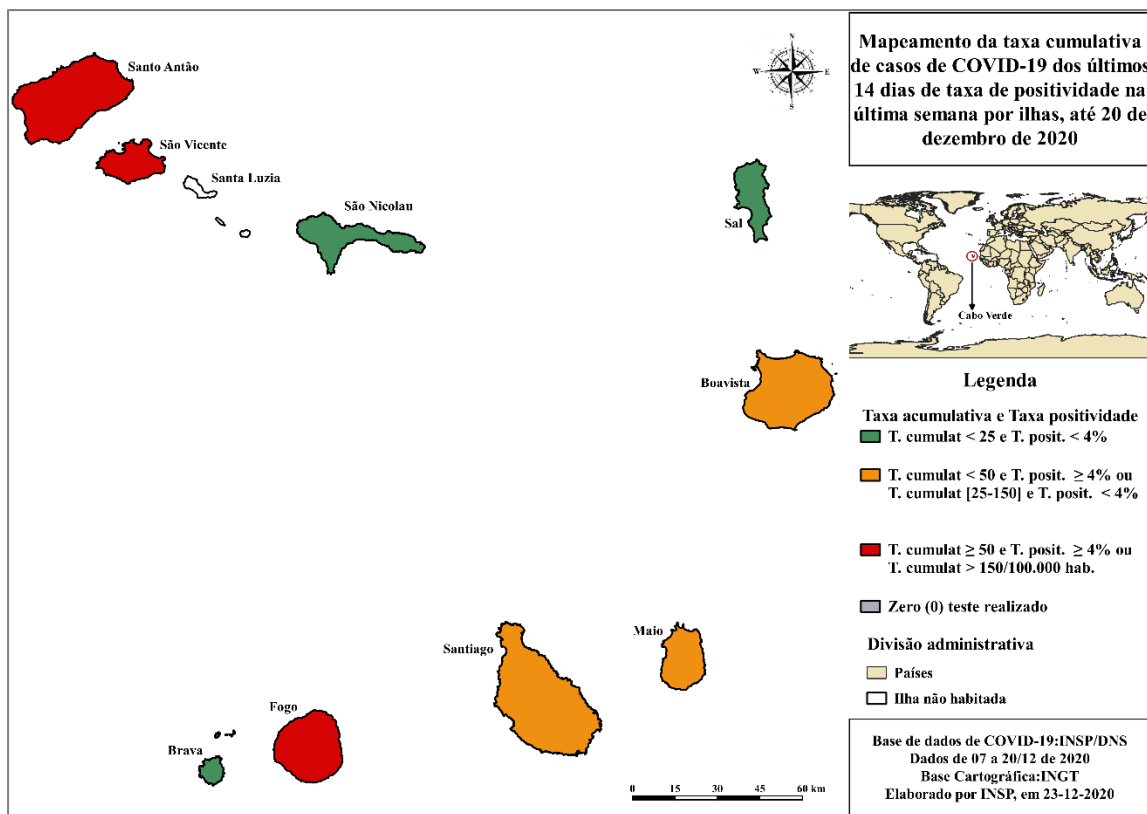 Mapeamento da taxa cumulativa
de casos de COVID-19 dos últimos
14 dias de taxa de positividade na
última semana por ilhas, até 20 de
dezembro de 2020
N
W
E
S
Santo Antão
São Vicente
Santa Luzia
São Nicolau
Sal
Boavista
Maio
Santiago
Fogo
Brava
Cabo Verde
Legenda
Taxa acumulativa e Taxa positividade
T. cumulat < 25 e T. posit. < 4%
T. cumulat < 50 e T. posit. ≥ 4% ou
T. cumulat [25-150] e T. posit. < 4%
T. cumulat ≥ 50 e T. posit. ≥ 4% ou
T. cumulat > 150/100.000 hab.
Zero (0) teste realizado
Divisão administrativa
Países
Ilha não habitada
0 15 30 45 60 km
Base de dados de COVID-19:INSP/DNS
Dados de 07 a 20/12 de 2020
Base Cartográfica:INGT
Elaborado por INSP, em 23-12-2020